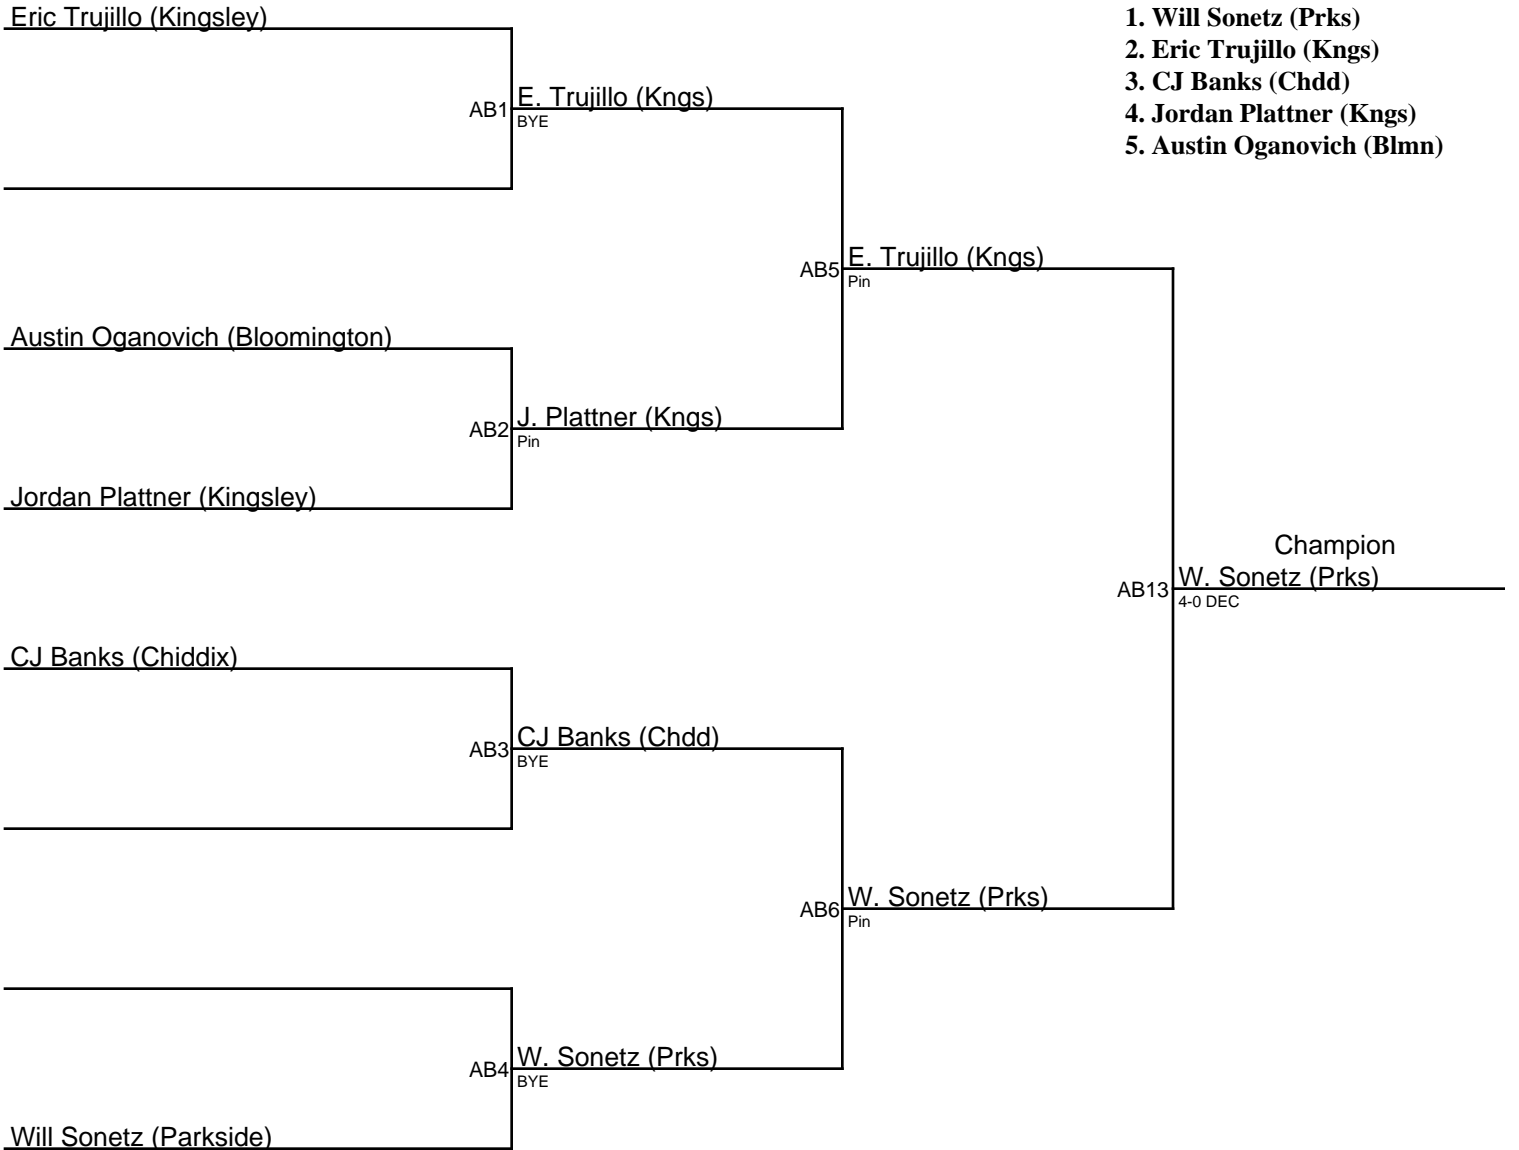 Eric Trujillo (Kingsley)
1. Will Sonetz (Prks)
2. Eric Trujillo (Kngs)
3. CJ Banks (Chdd)
4. Jordan Plattner (Kngs)
5. Austin Oganovich (Blmn)
AB1 E. Trujillo (Kngs)
BYE
AB5 E. Trujillo (Kngs)
Pin
Austin Oganovich (Bloomington)
AB2 J. Plattner (Kngs)
Pin
Jordan Plattner (Kingsley)
Champion
AB13 W. Sonetz (Prks)
4-0 DEC
CJ Banks (Chiddix)
AB3 CJ Banks (Chdd)
BYE
AB6 W. Sonetz (Prks)
Pin
AB4 W. Sonetz (Prks)
BYE
Will Sonetz (Parkside)